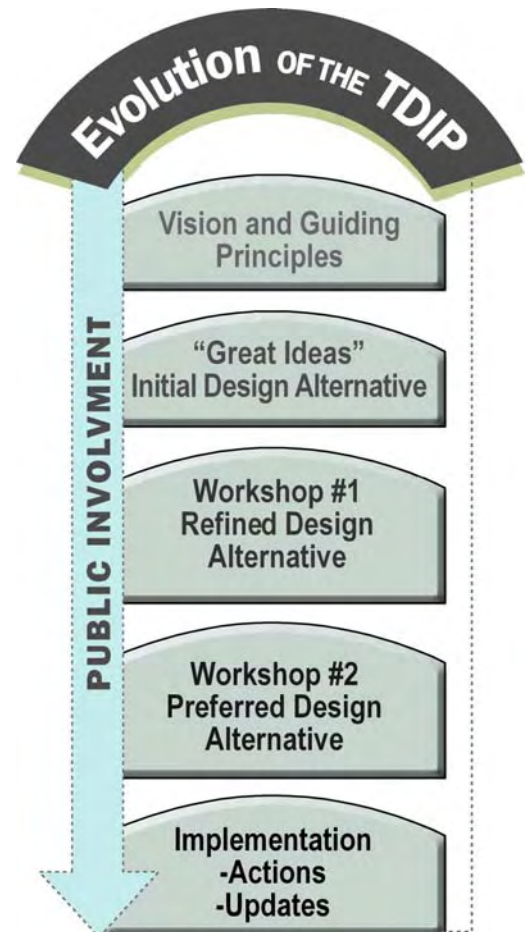 Evolution OF THE TDIP
Vision and Guiding
Principles
“Great Ideas”
Initial Design Alternative
Workshop #1
Refined Design
Alternative
Workshop #2
Preferred Design
Alternative
Implementation
-Actions
-Updates
PUBLIC INVOLVMENT